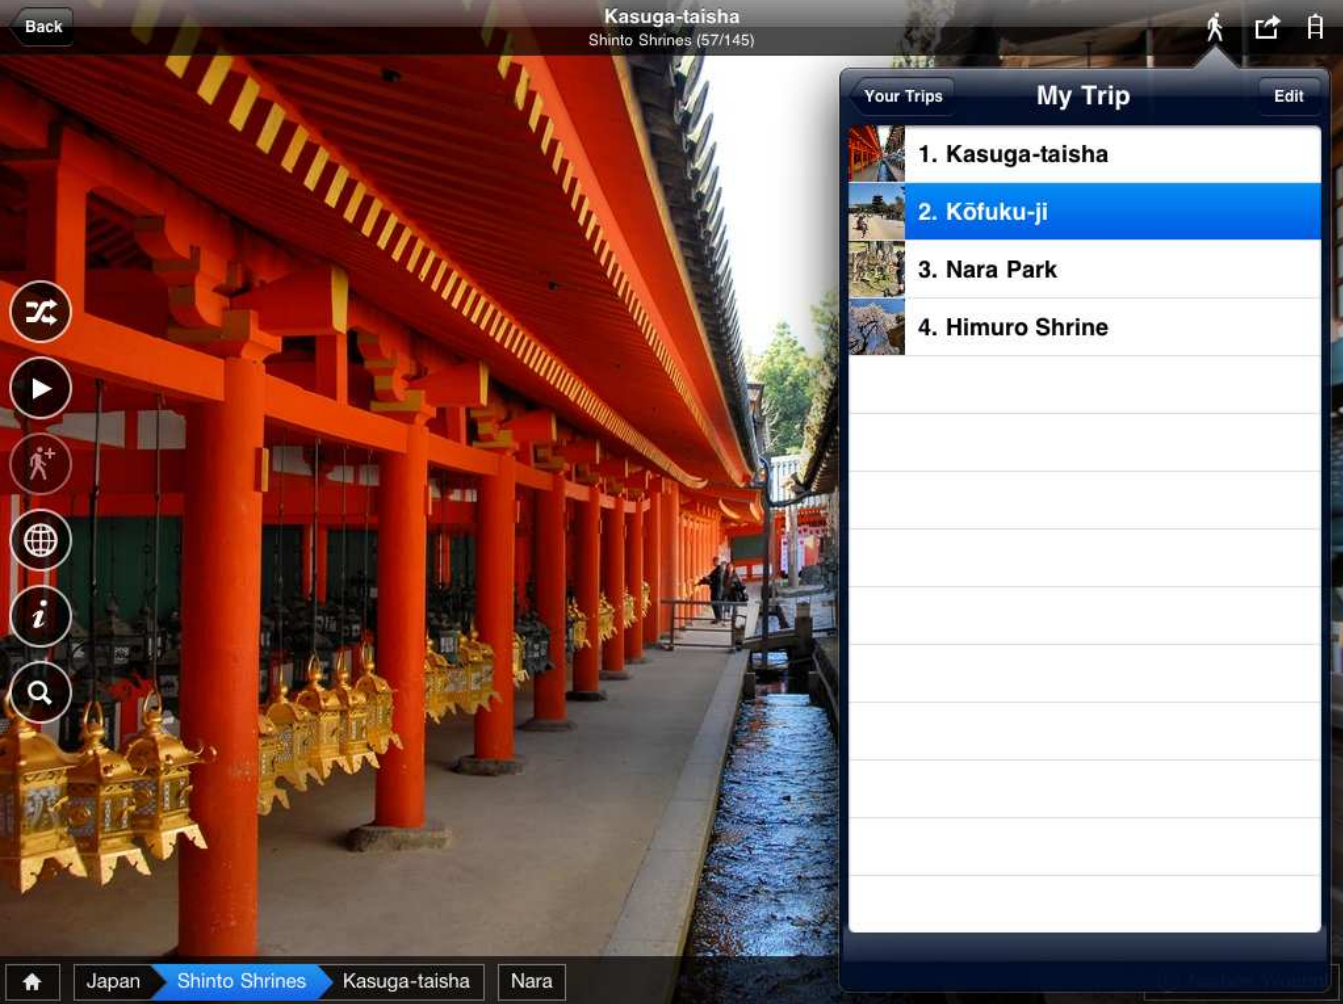 Back
Kasuga-taisha
Shinto Shrines (57/145)
Your Trips
My Trip
Edit
1. Kasuga-taisha
2. Kōfuku-ji
3. Nara Park
4. Himuro Shrine
Japan
Shinto Shrines
Kasuga-taisha
Nara